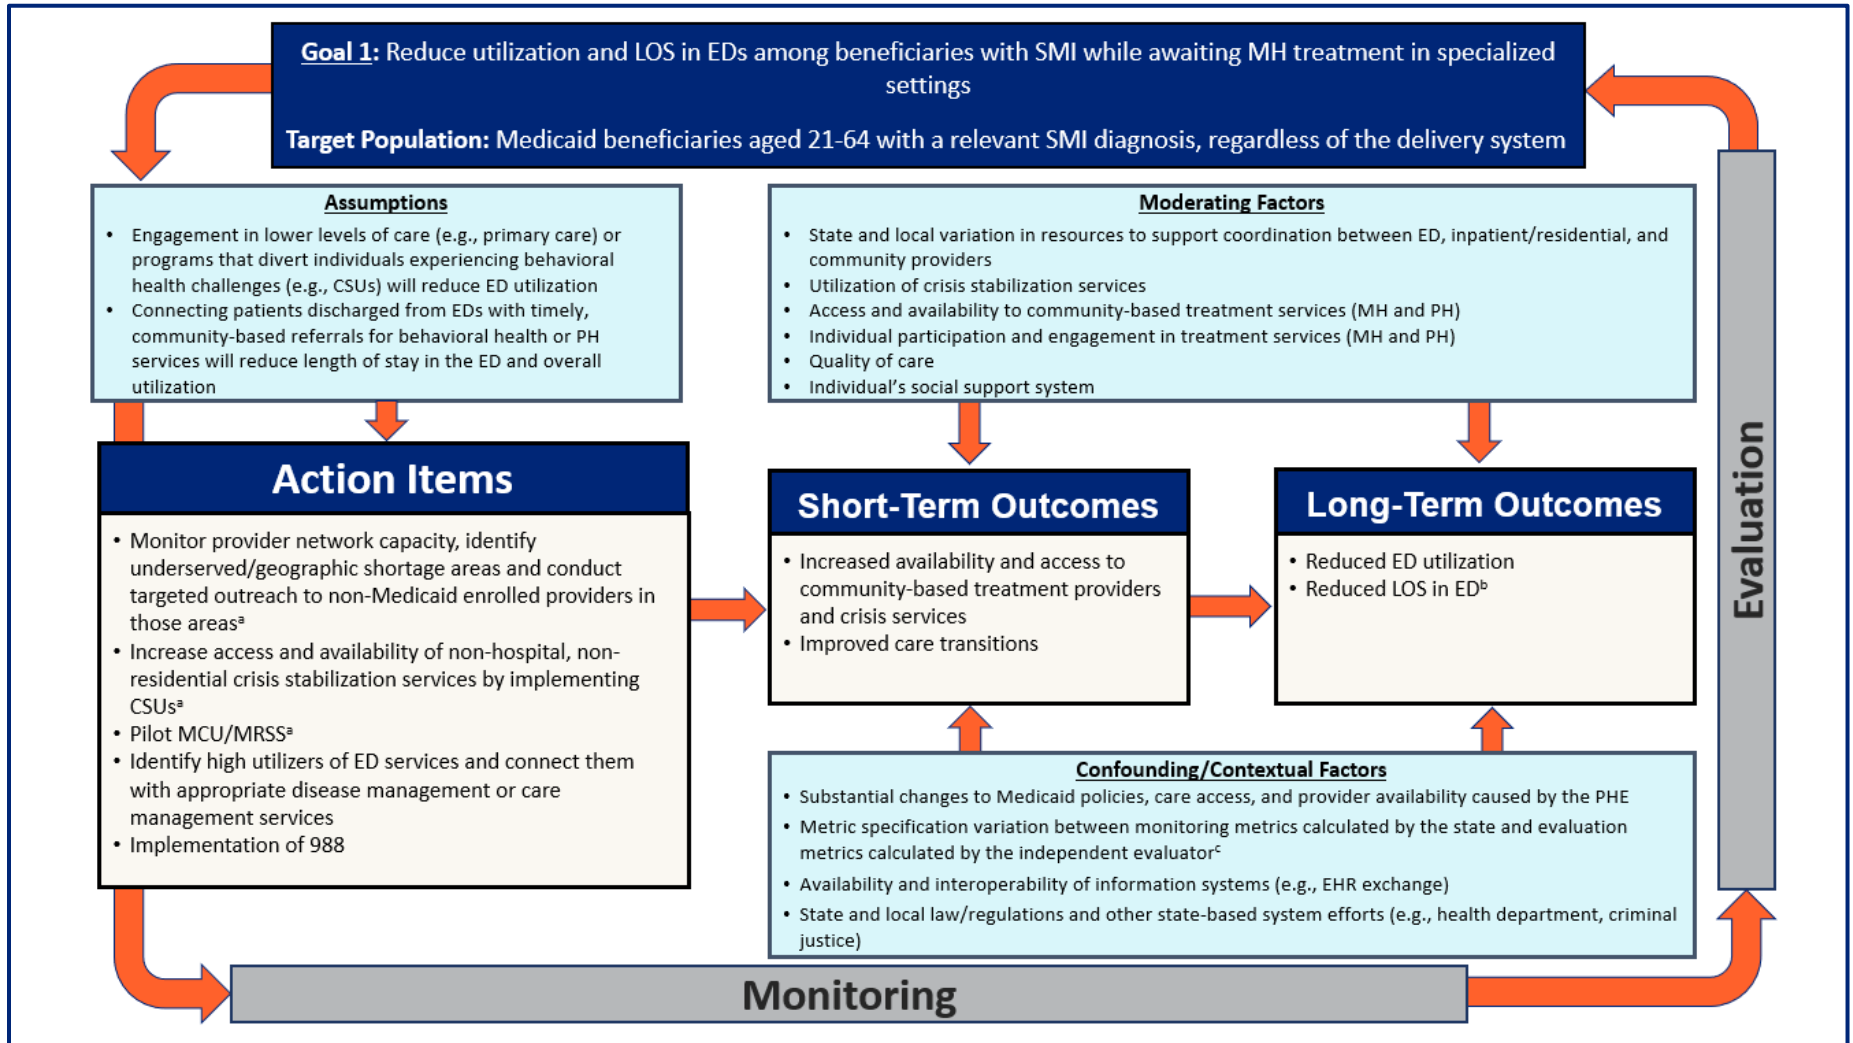 Goal 1: Reduce utilization and LOS in EDs among beneficiaries with SMI while awaiting MH treatment in specialized
settings
Target Population: Medicaid beneficiaries aged 21-64 with a relevant SMI diagnosis, regardless of the delivery system
Assumptions
• Engagement in lower levels of care (e.g., primary care) or
programs that divert individuals experiencing behavioral
health challenges (e.g., CSUs) will reduce ED utilization
• Connecting patients discharged from EDs with timely,
community-based referrals for behavioral health or PH
services will reduce length of stay in the ED and overall
utilization
Moderating Factors
• State and local variation in resources to support coordination between ED, inpatient/residential, and
community providers
• Utilization of crisis stabilization services
• Access and availability to community-based treatment services (MH and PH)
• Individual participation and engagement in treatment services (MH and PH)
• Quality of care
• Individual’s social support system
Action Items
• Monitor provider network capacity, identify
underserved/geographic shortage areas and conduct
targeted outreach to non-Medicaid enrolled providers in
those areasᵃ
• Increase access and availability of non-hospital, non-
residential crisis stabilization services by implementing
CSUsᵃ
• Pilot MCU/MRSSᵃ
• Identify high utilizers of ED services and connect them
with appropriate disease management or care
management services
• Implementation of 988
Short-Term Outcomes
• Increased availability and access to
community-based treatment providers
and crisis services
• Improved care transitions
Long-Term Outcomes
• Reduced ED utilization
• Reduced LOS in EDᵇ
Confounding/Contextual Factors
• Substantial changes to Medicaid policies, care access, and provider availability caused by the PHE
• Metric specification variation between monitoring metrics calculated by the state and evaluation
metrics calculated by the independent evaluatorᶜ
• Availability and interoperability of information systems (e.g., EHR exchange)
• State and local law/regulations and other state-based system efforts (e.g., health department, criminal
justice)
Monitoring
Evaluation